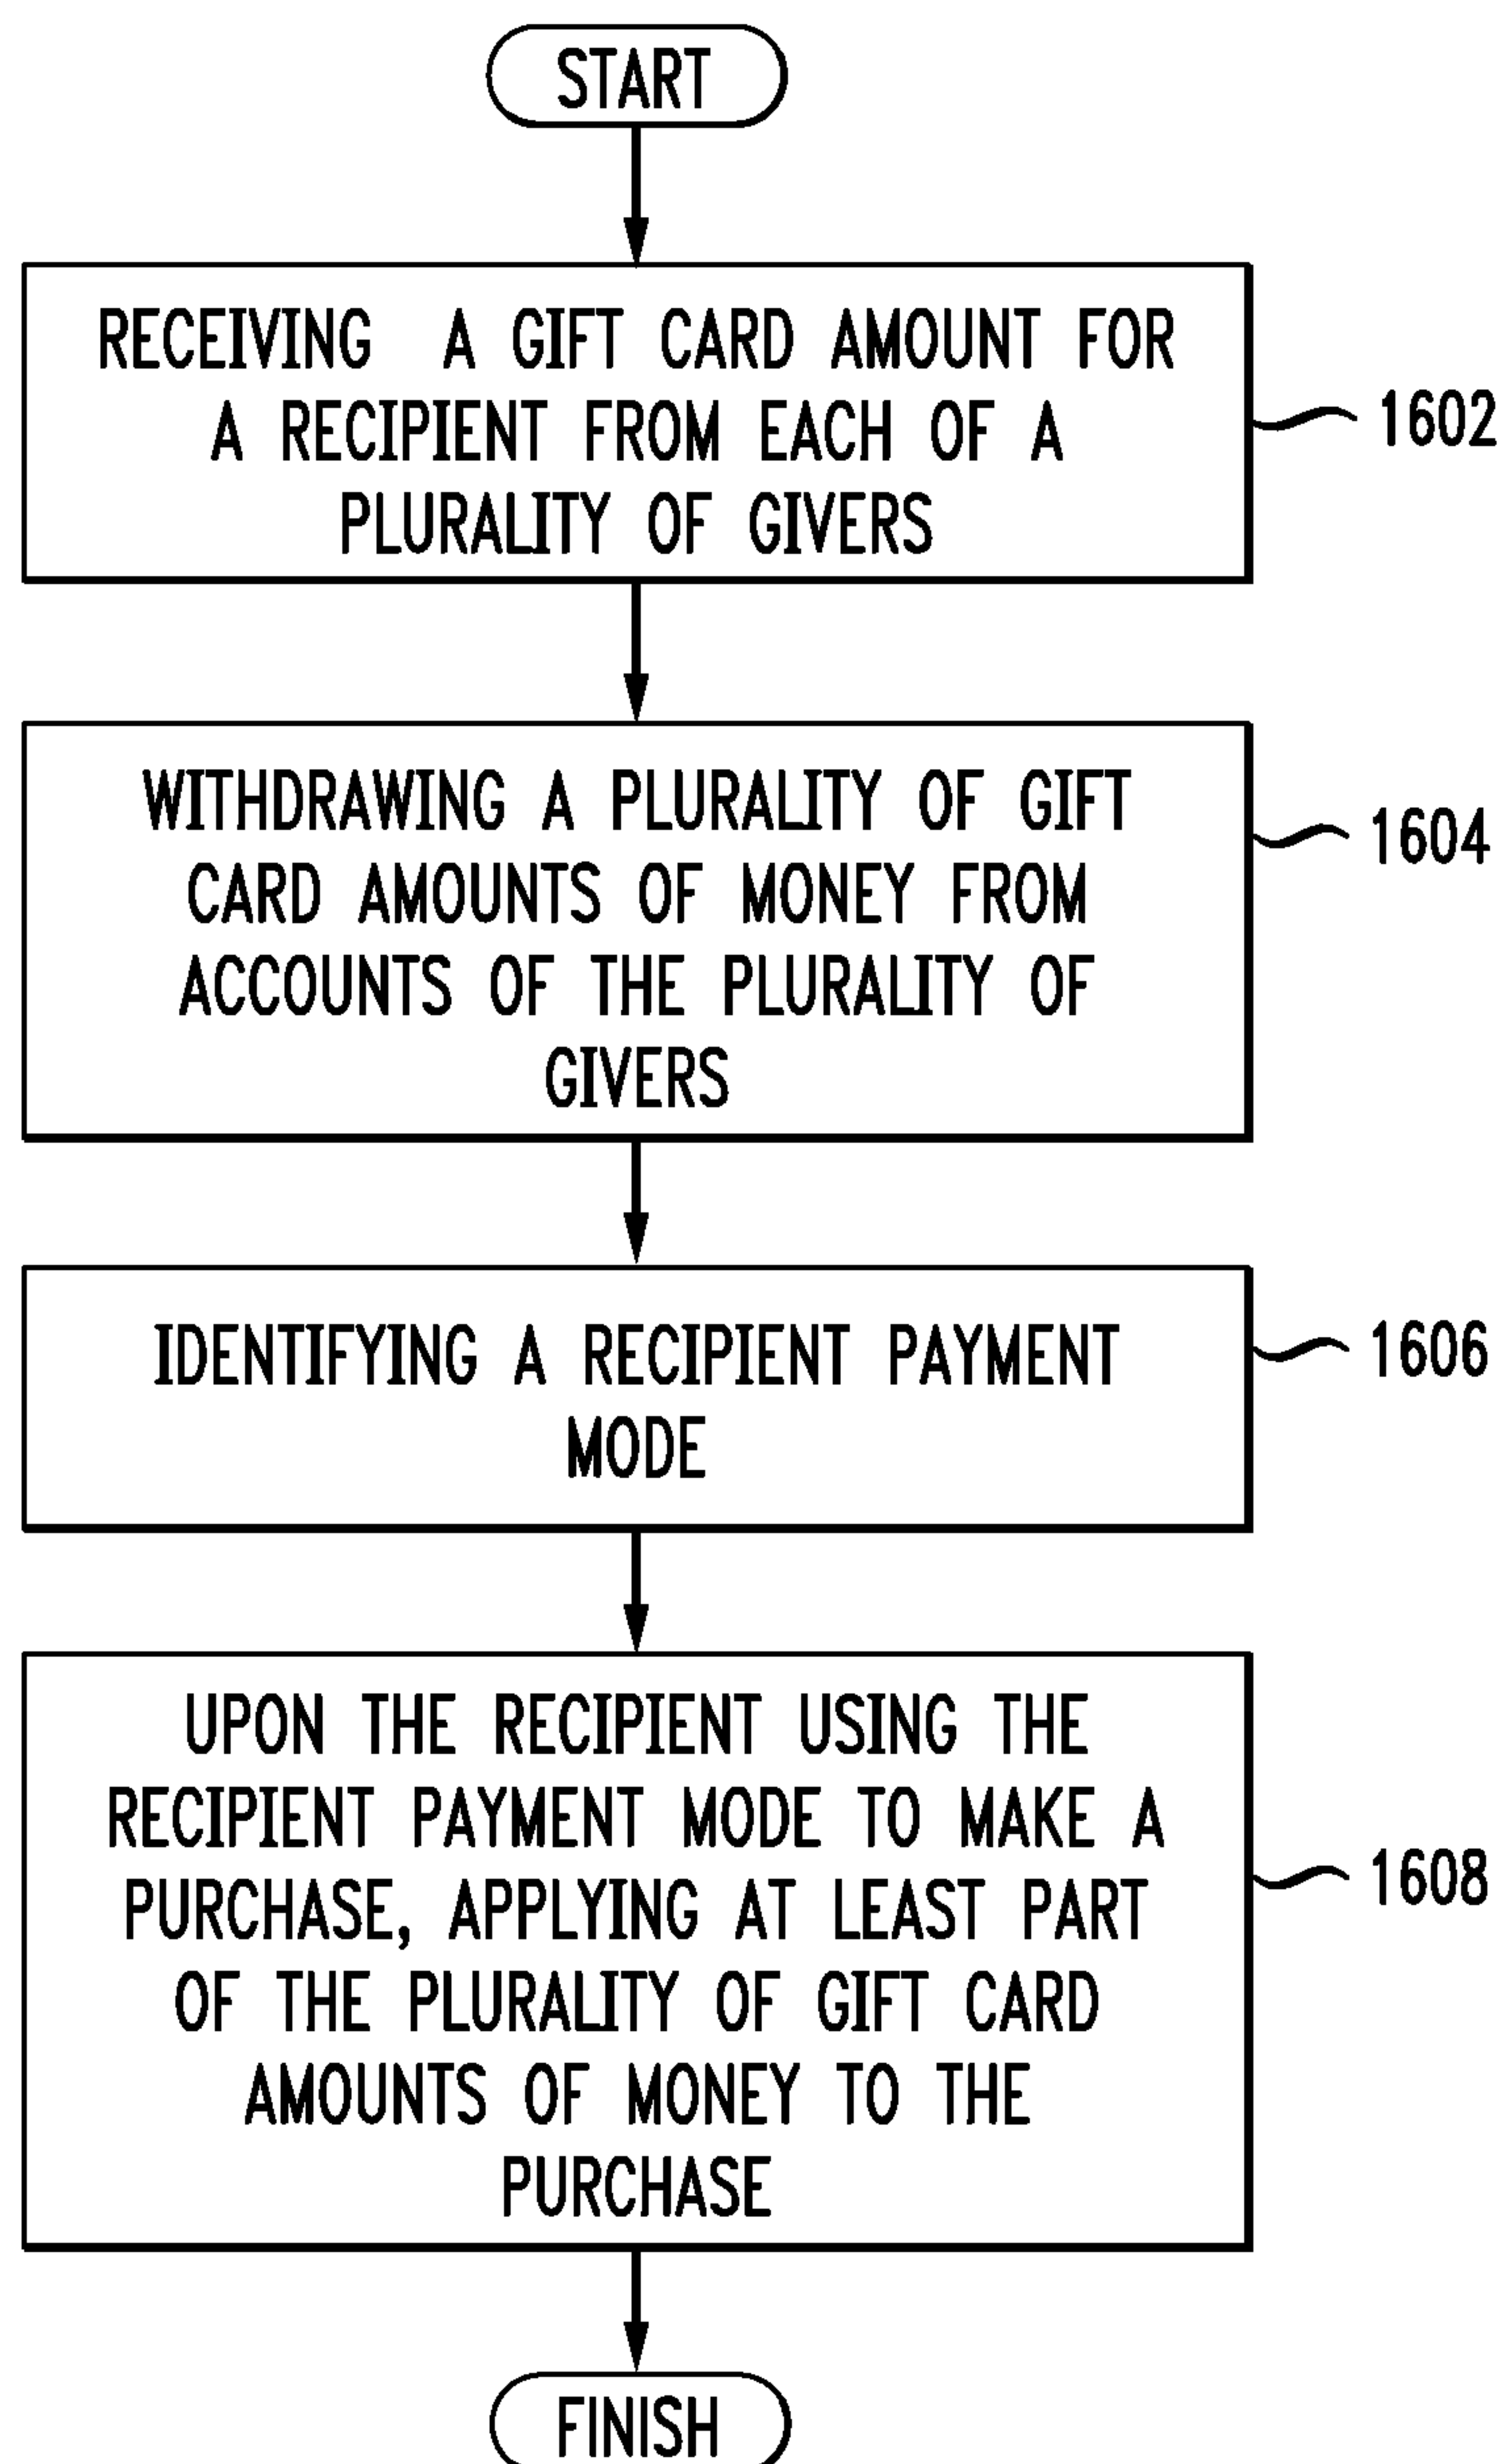 START
RECEIVING A GIFT CARD AMOUNT FOR
A RECIPIENT FROM EACH OF A
PLURALITY OF GIVERS
1602
WITHDRAWING A PLURALITY OF GIFT
CARD AMOUNTS OF MONEY FROM
ACCOUNTS OF THE PLURALITY OF
GIVERS
1604
IDENTIFYING A RECIPIENT PAYMENT
MODE
1606
UPON THE RECIPIENT USING THE
RECIPIENT PAYMENT MODE TO MAKE A
PURCHASE, APPLYING AT LEAST PART
OF THE PLURALITY OF GIFT CARD
AMOUNTS OF MONEY TO THE
PURCHASE
1608
FINISH